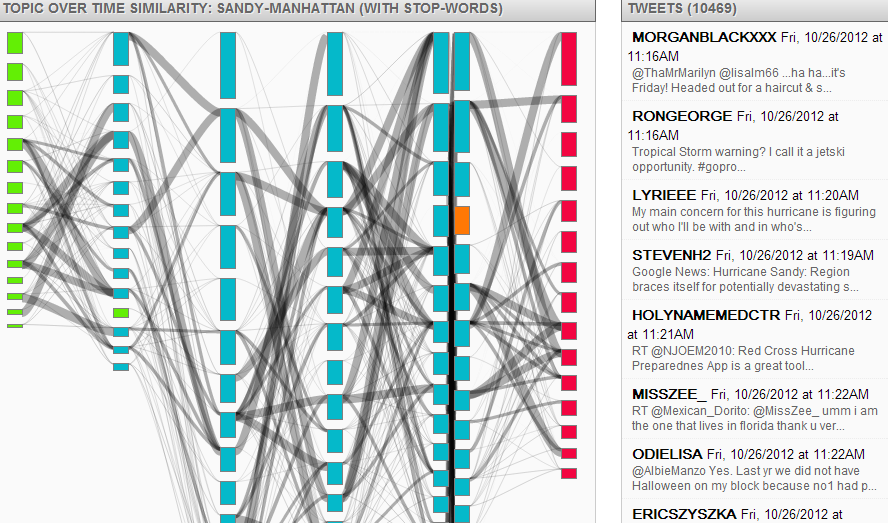 TOPIC OVER TIME SIMILARITY: SANDY-MANHATTAN (WITH STOP-WORDS)
TWEETS (10469)
MORGANBLACKXXX Fri, 10/26/2012 at
11:16AM
@ThaMrMarilyn @lisalm66 ...ha ha...it's
Friday! Headed out for a haircut & s...
RONGEORGE Fri, 10/26/2012 at
11:16AM
Tropical Storm warning? I call it a jetski
opportunity. #gopro...
LYRIEEE Fri, 10/26/2012 at 11:20AM
My main concern for this hurricane is figuring
out who I'll be with and in who's...
STEVENH2 Fri, 10/26/2012 at 11:19AM
Google News: Hurricane Sandy: Region
braces itself for potentially devastating s...
HOLYNAMEMEDCTR Fri, 10/26/2012
at 11:21AM
RT @NJOEM2010: Red Cross Hurricane
Preparednes App is a great tool...
MISSZEE_ Fri, 10/26/2012 at 11:22AM
RT @Mexican_Dorito: @MissZee_ umm i am
the one that lives in florida thank u ver...
ODIELISA Fri, 10/26/2012 at 11:22AM
@AlbieManzo Yes. Last yr we did not have
Halloween on my block because no1 had p...
ERICSZYSZKA Fri, 10/26/2012 at